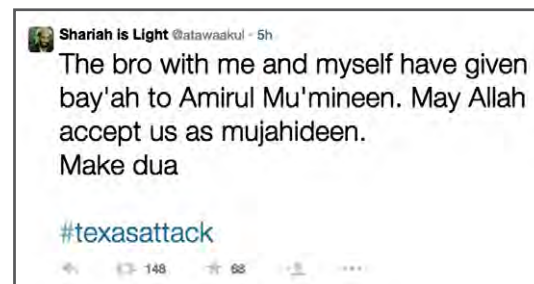 Shariah is Light @atawaakul · 5h
The bro with me and myself have given
bay'ah to Amirul Mu'mineen. May Allah
accept us as mujahideen.
Make dua
#texasattack
148 68